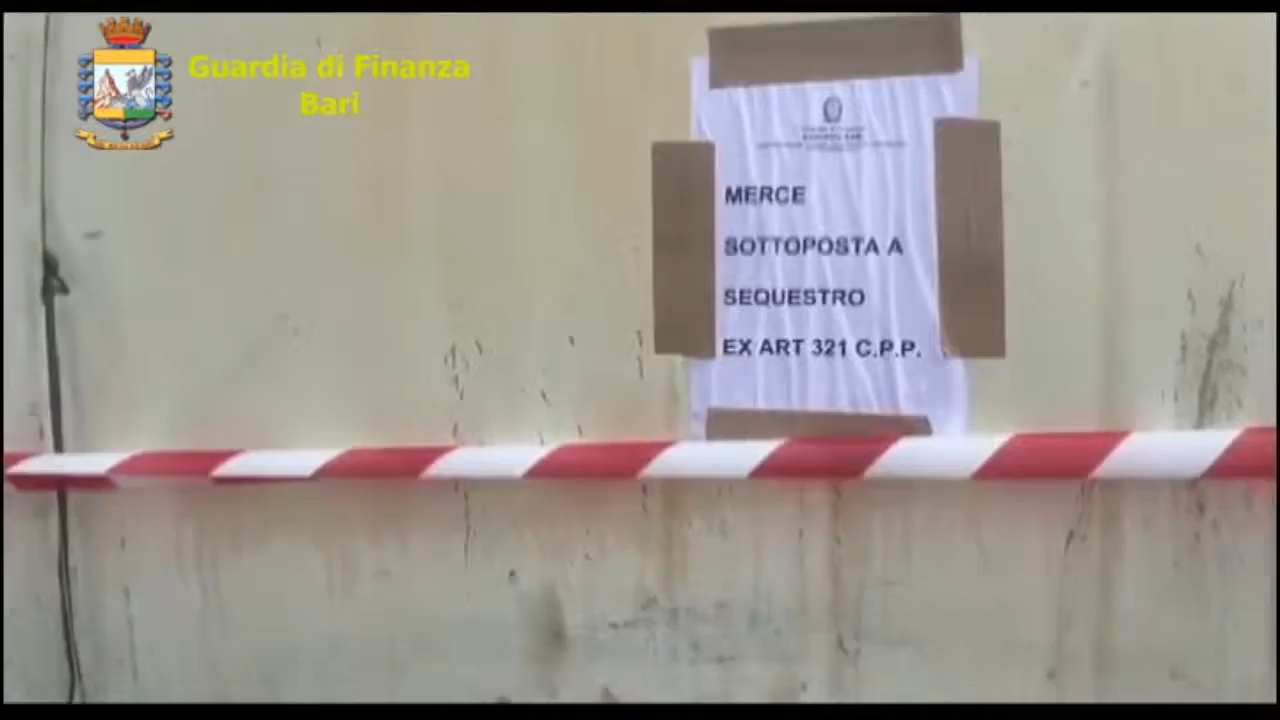 Guardia di Finanza
Bari
MERCE
SOTTOPOSTA A
SEQUESTRO
EX ART 321 C.P.P.